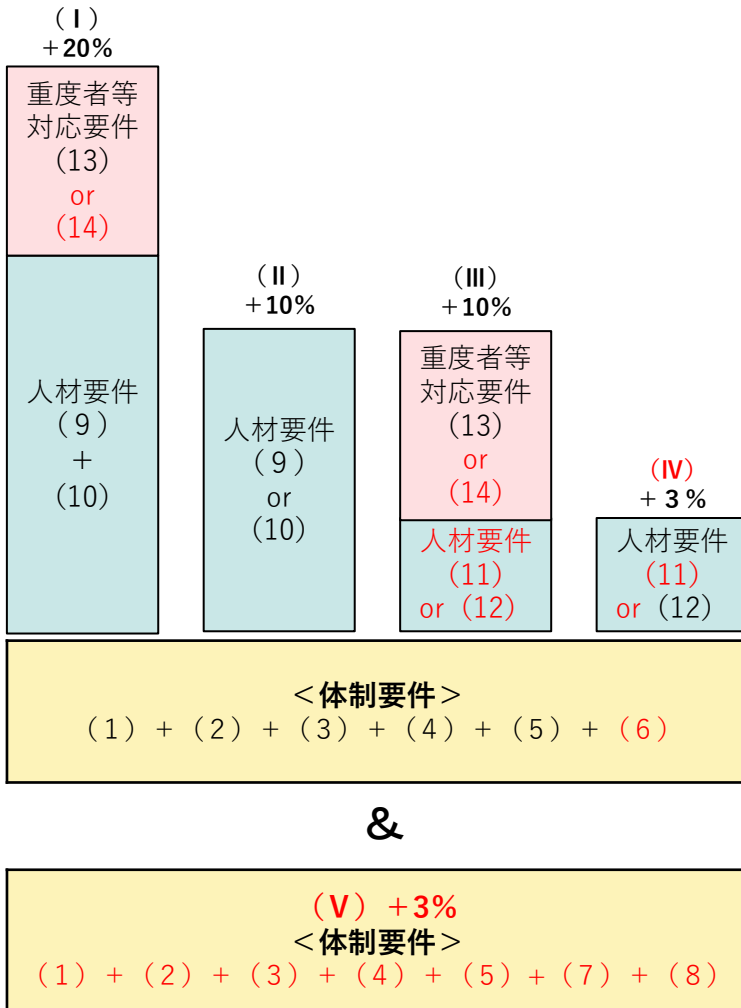 （Ⅰ）
＋20%
重度者等
対応要件
（13）
or
（14）
人材要件
（９）
＋
（10）
（Ⅱ）
＋10%
人材要件
（９）
or
（10）
（Ⅲ）
＋10%
重度者等
対応要件
（13）
or
（14）
人材要件
（11）
or（12）
（Ⅳ）
＋３％
人材要件
（11）
or（12）
＜体制要件＞
（１）＋（２）＋（３）＋（４）＋（５）＋（６）
&
（Ⅴ）＋3%
＜体制要件＞
（１）＋（２）＋（３）＋（４）＋（５）＋（７）＋（８）